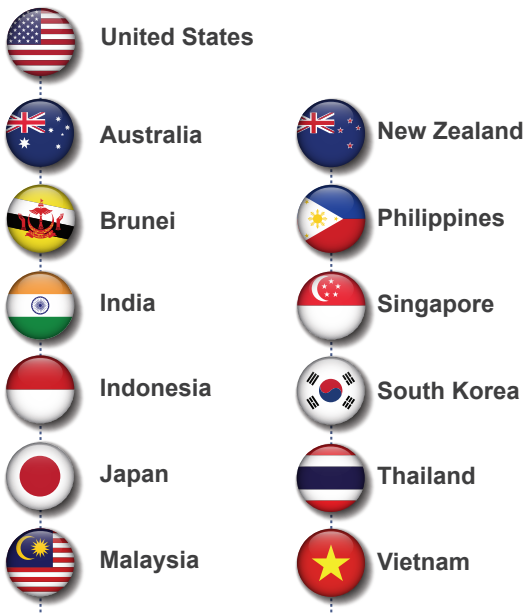 United States
Australia
Brunei
India
Indonesia
Japan
Malaysia
New Zealand
Philippines
Singapore
South Korea
Thailand
Vietnam